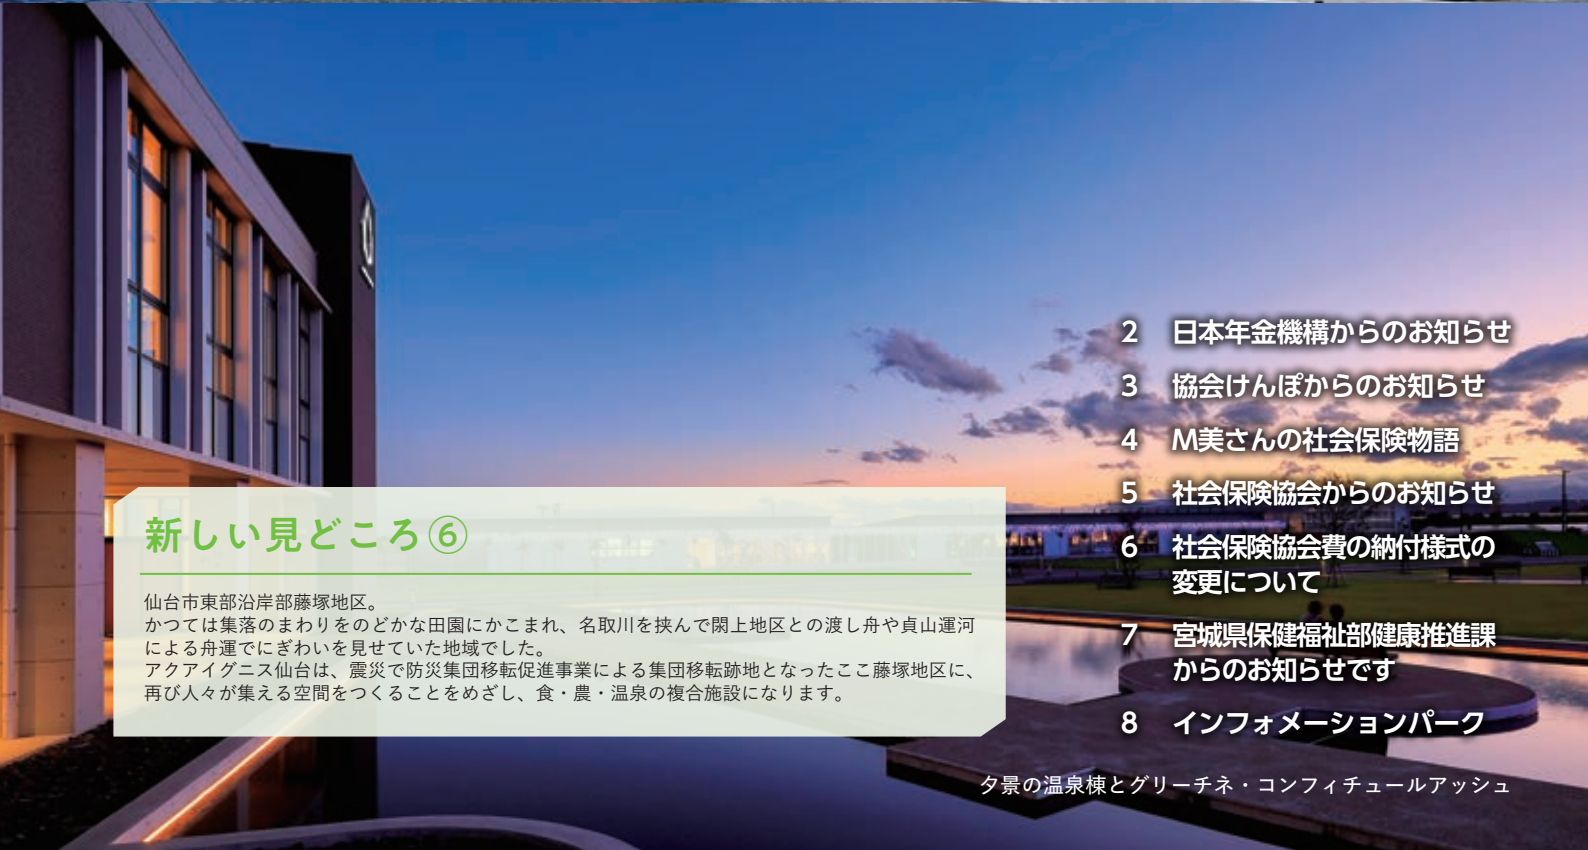 新しい見どころ⑥
仙台市東部沿岸部藤塚地区。
かつては集落のまわりをのどかな田園にかこまれ、名取川を挟んで閖上地区との渡し舟や貞山運河
による舟運でにぎわいを見せていた地域でした。
アクアイグニス仙台は、震災で防災集団移転促進事業による集団移転跡地となったここ藤塚地区に、
再び人々が集える空間をつくることをめざし、食・農・温泉の複合施設になります。
2 日本年金機構からのお知らせ
3 協会けんぽからのお知らせ
4 M美さんの社会保険物語
5 社会保険協会からのお知らせ
6 社会保険協会費の納付様式の
変更について
7 宮城県保健福祉部健康推進課
からのお知らせです
8 インフォメーションパーク
夕景の温泉棟とグリーチネ・コンフィチュールアッシュ